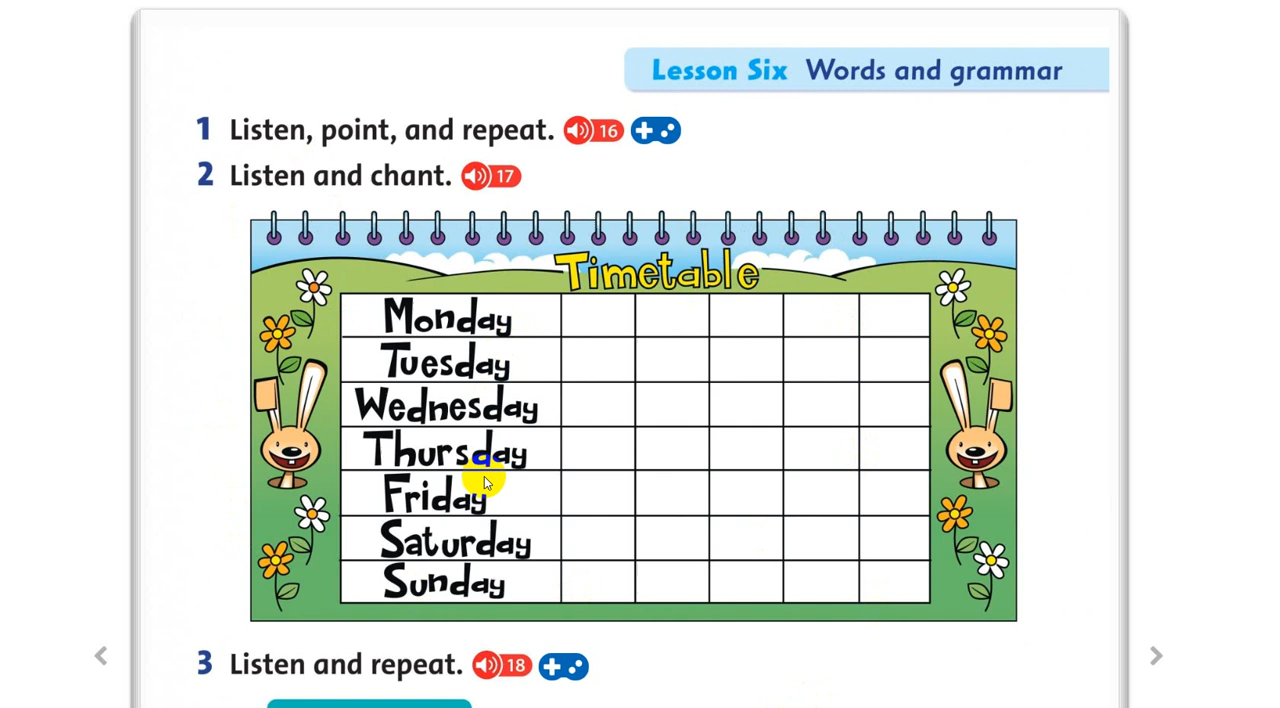 Lesson Six Words and grammar
1 Listen, point, and repeat. 16
2 Listen and chant. 17
Timetable
Monday
Tuesday
Wednesday
Thursday
Friday
Saturday
Sunday
3 Listen and repeat. 18